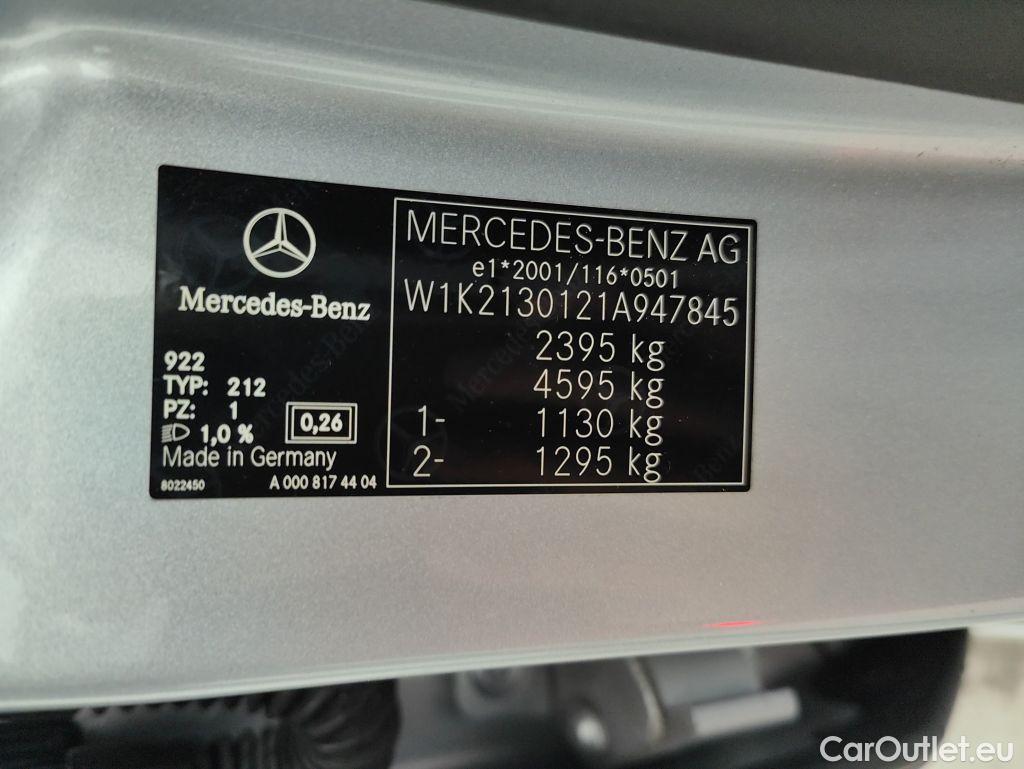 Mercedes-Benz
922
TYP: 212
PZ: 1
1,0 %
0,26
Made in Germany
8022450
A 000 817 44 04
MERCEDES-BENZ AG
e1*2001/116*0501
W1K2130121A947845
2395 kg
4595 kg
1- 1130 kg
2- 1295 kg
CarOutlet.eu